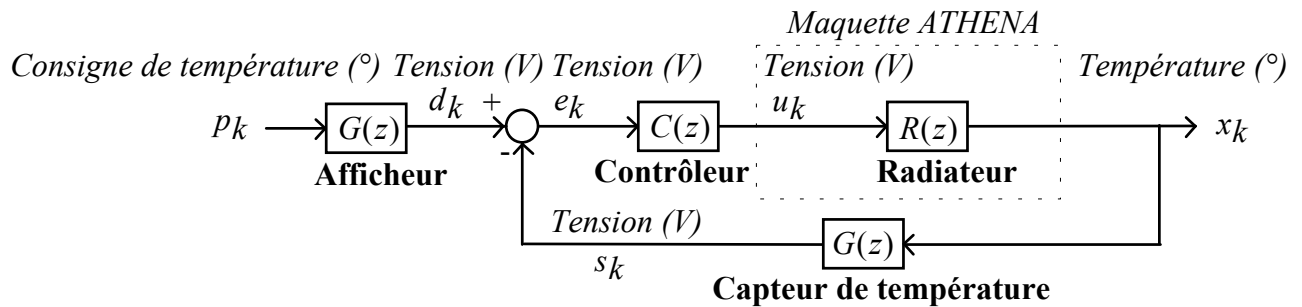 Maquette ATHENA
Consigne de température (°) Tension (V) Tension (V) Tension (V) Température (°)
p_k G(z) d_k + e_k C(z) u_k R(z) x_k
-
Afficheur Contrôleur Radiateur
Tension (V)
s_k G(z)
Capteur de température